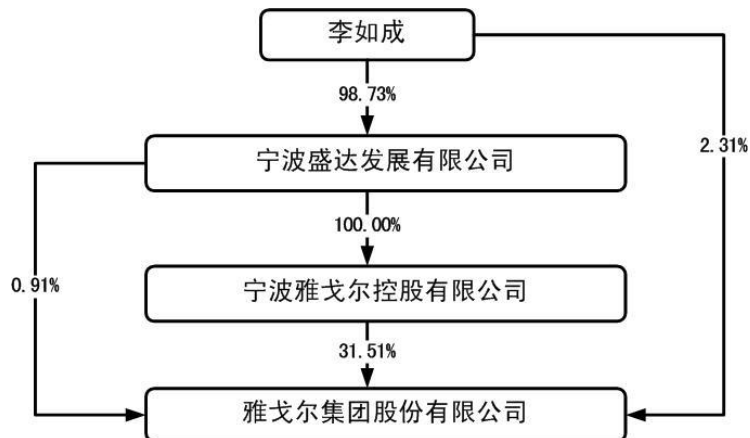 李如成
98.73%
2.31%
宁波盛达发展有限公司
100.00%
0.91%
宁波雅戈尔控股有限公司
31.51%
雅戈尔集团股份有限公司